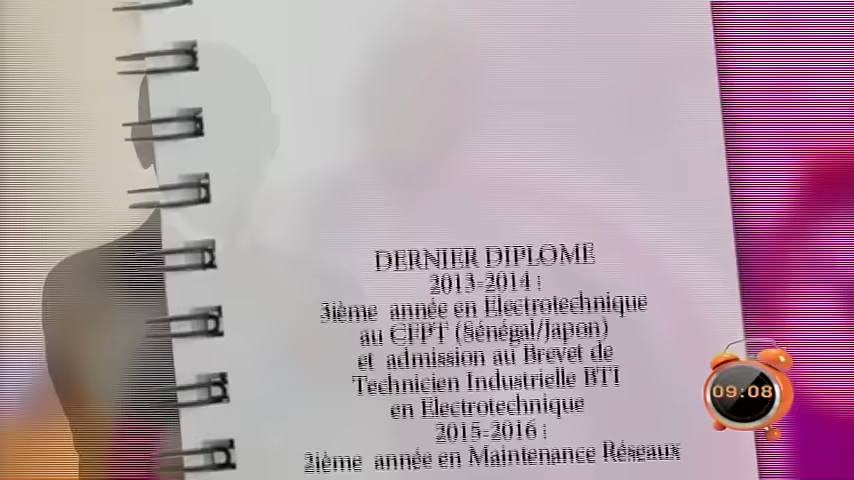 DERNIER DIPLOME
2013-2014 :
3ième année en Electrotechnique
au CFPT (Sénégal/Japon)
et admission au Brevet de
Technicien Industrielle BTI
en Electrotechnique
2015-2016 :
2ième année en Maintenance Réseaux
09:08